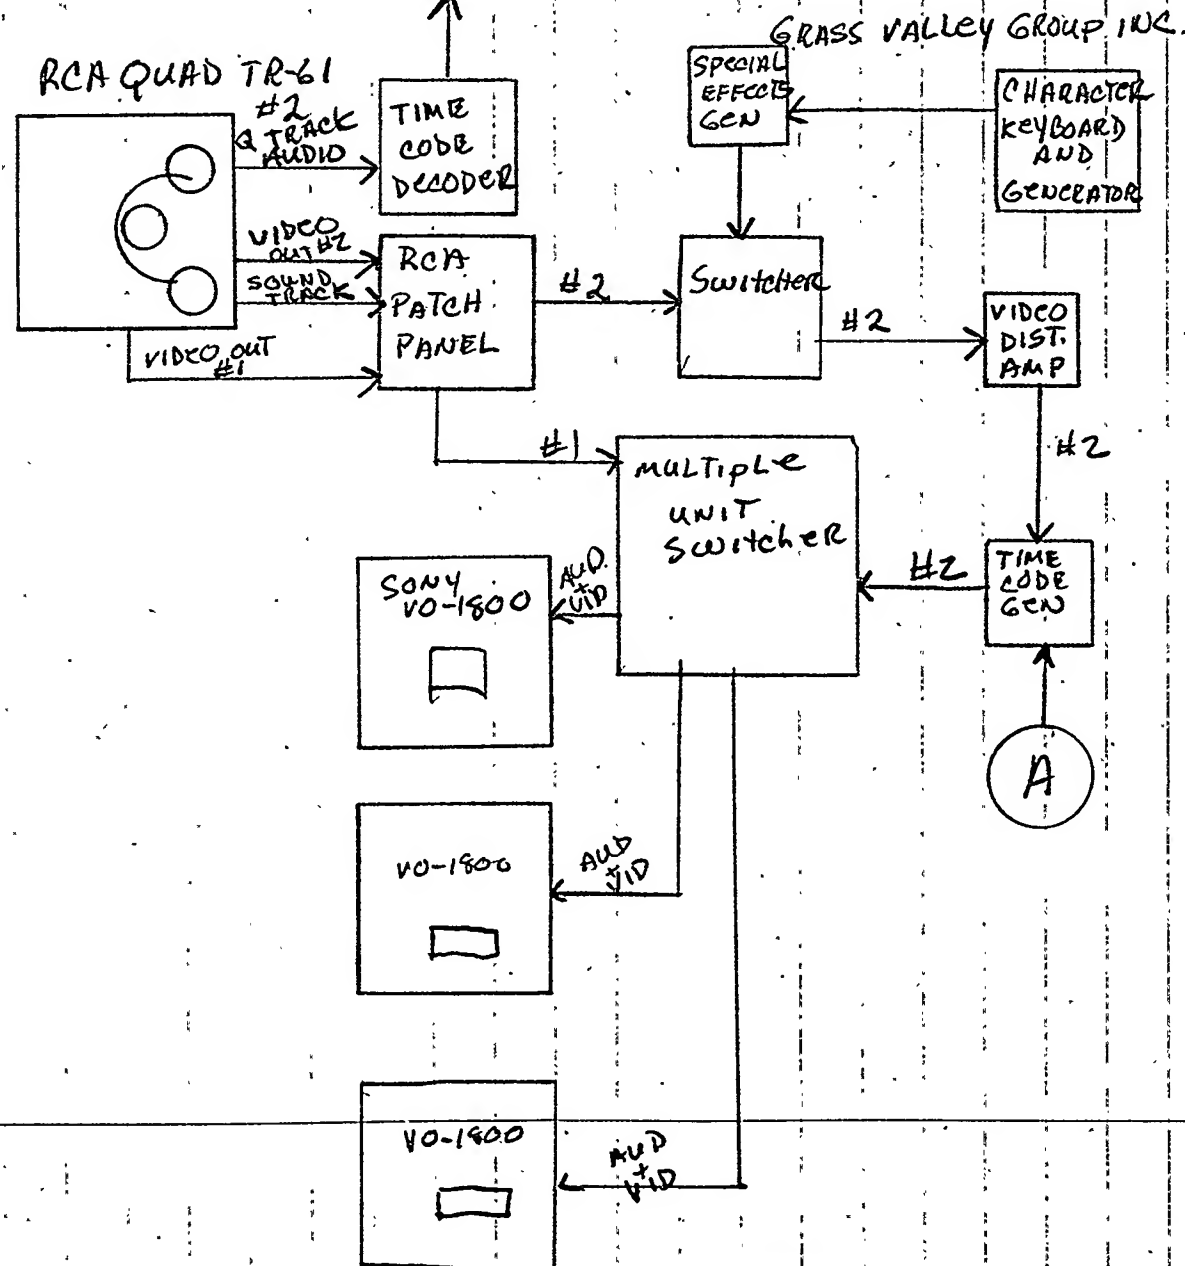 GRASS VALLEY GROUP INC.
RCA QUAD TR-61
#2
Q TRACK
AUDIO
TIME
CODE
DECODER
SPECIAL
EFFECTS
GEN
CHARACTER
KEYBOARD
AND
GENERATOR
VIDEO
OUT #2
SOUND
TRACK
VIDEO OUT
#1
RCA
PATCH
PANEL
#2
SWITCHER
#2
VIDEO
DIST.
AMP
#2
#1
MULTIPLE
UNIT
SWITCHER
#2
TIME
CODE
GEN
A
SONY
VO-1800
AUD.
+
VID
VO-1800
AUD
+
VID
VO-1800
AUD
+
VID